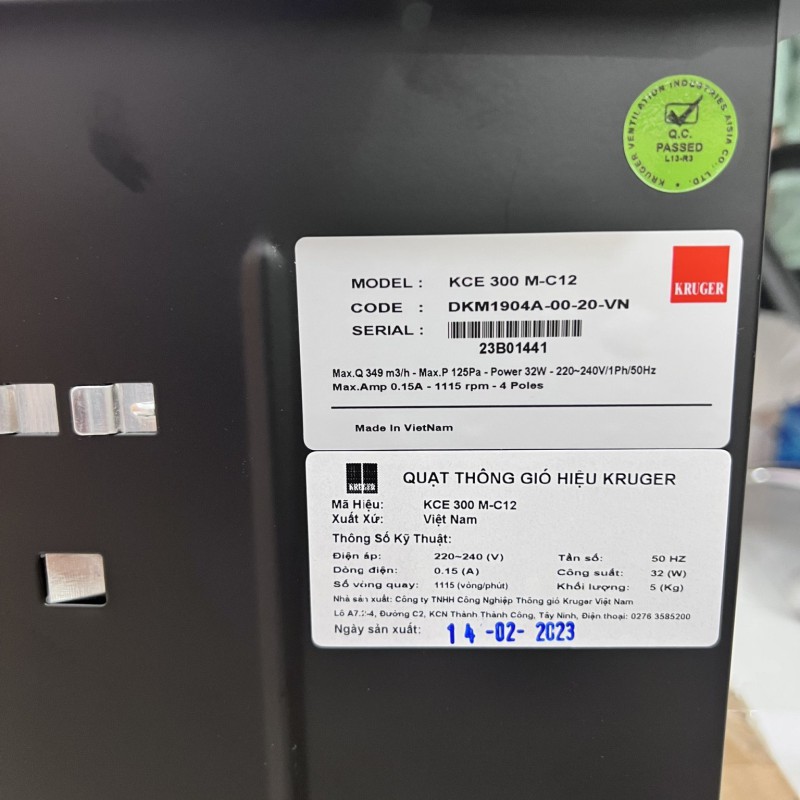 KRUGER VENTILATION INDUSTRIES AISIA CO., LTD.
Q.C.
PASSED
L13-R3
KRUGER
MODEL : KCE 300 M-C12
CODE : DKM1904A-00-20-VN
SERIAL :
23B01441
Max.Q 349 m3/h - Max.P 125Pa - Power 32W - 220~240V/1Ph/50Hz
Max.Amp 0.15A - 1115 rpm - 4 Poles
Made In VietNam
KRUGER
QUẠT THÔNG GIÓ HIỆU KRUGER
Mã Hiệu: KCE 300 M-C12
Xuất Xứ: Việt Nam
Thông Số Kỹ Thuật:
Điện áp: 220~240 (V) Tần số: 50 HZ
Dòng điện: 0.15 (A) Công suất: 32 (W)
Số vòng quay: 1115 (vòng/phút) Khối lượng: 5 (Kg)
Nhà sản xuất: Công ty TNHH Công Nghiệp Thông gió Kruger Việt Nam
Lô A7.2-4, Đường C2, KCN Thành Thành Công, Tây Ninh, Điện thoại: 0276 3585200
Ngày sản xuất: 14-02-2023